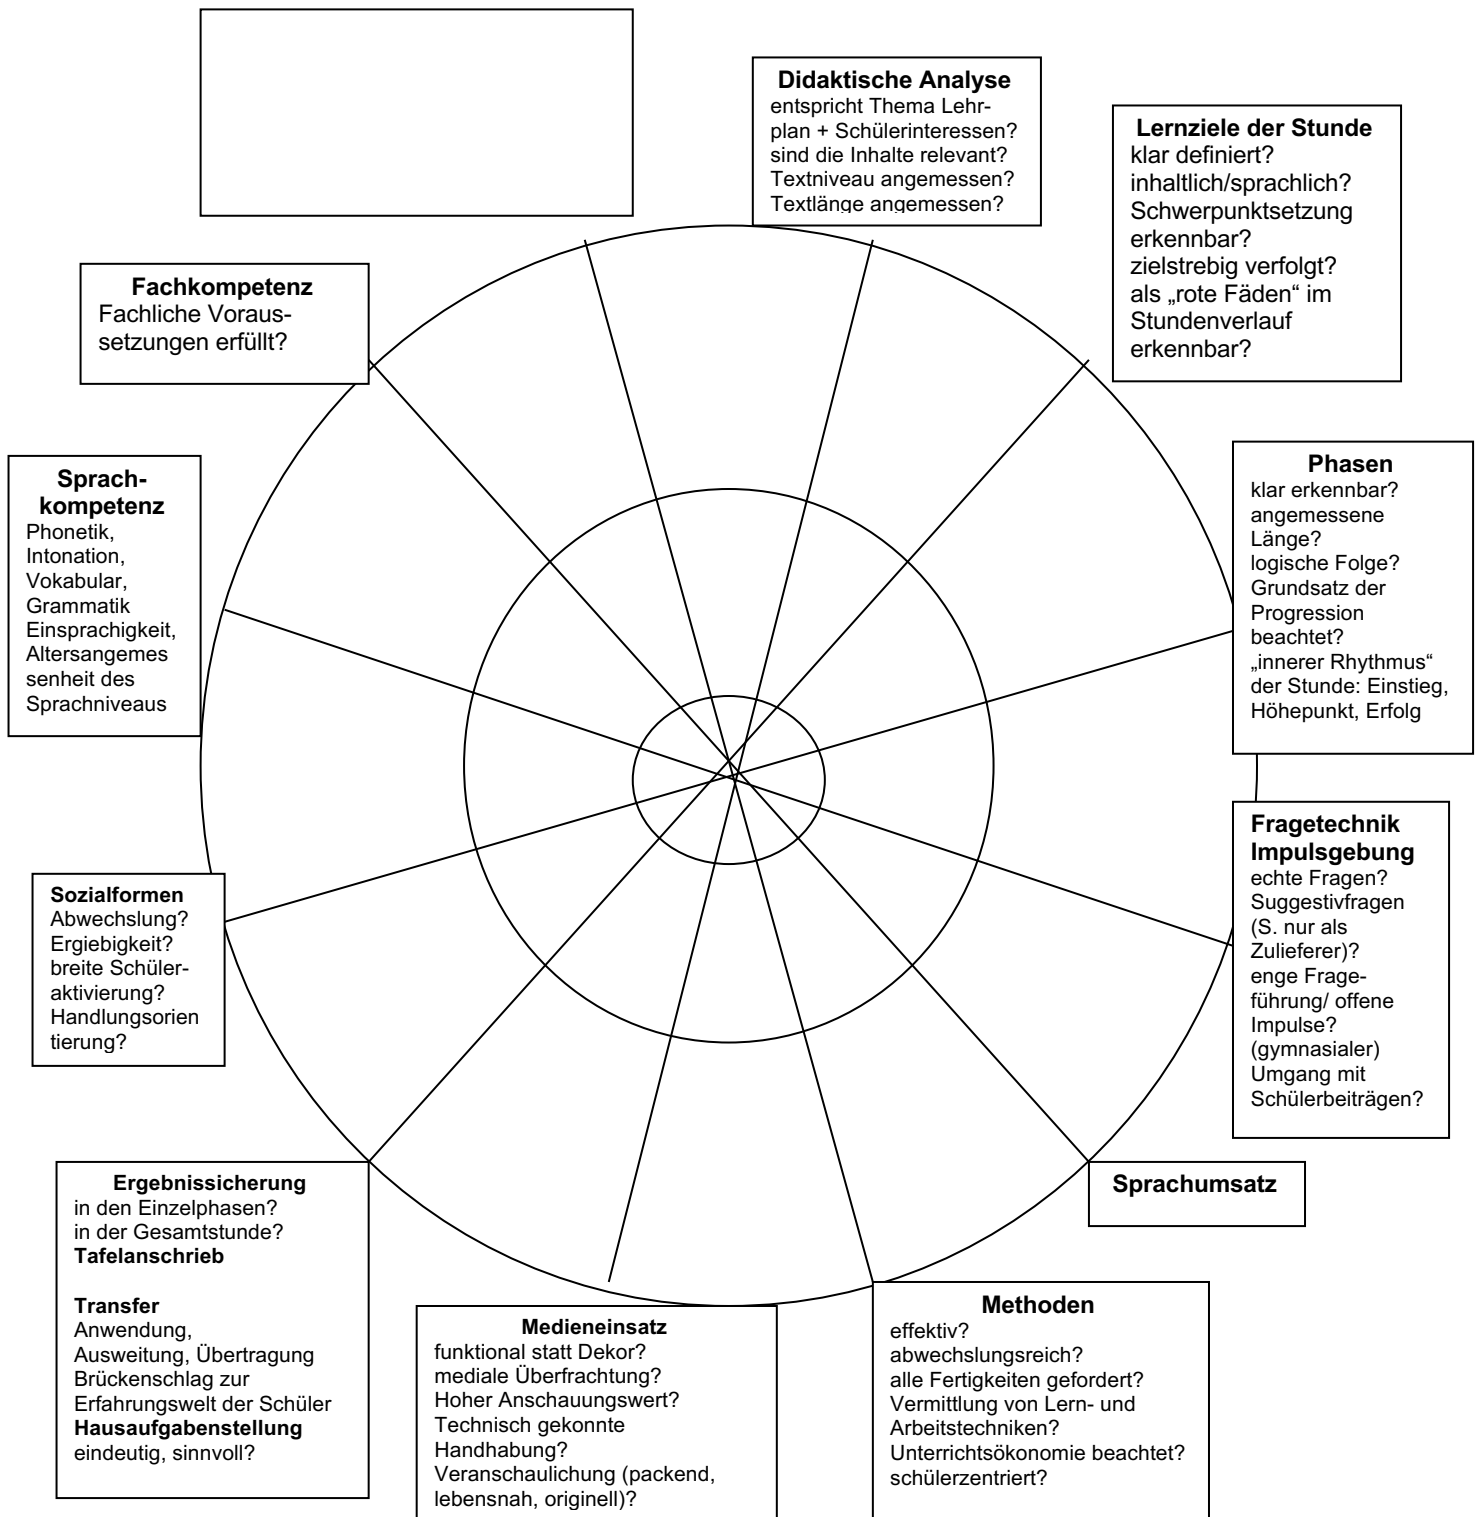 Didaktische Analyse
entspricht Thema Lehr-
plan + Schülerinteressen?
sind die Inhalte relevant?
Textniveau angemessen?
Textlänge angemessen?
Lernziele der Stunde
klar definiert?
inhaltlich/sprachlich?
Schwerpunktsetzung
erkennbar?
zielstrebig verfolgt?
als „rote Fäden“ im
Stundenverlauf
erkennbar?
Fachkompetenz
Fachliche Voraus-
setzungen erfüllt?
Phasen
klar erkennbar?
angemessene
Länge?
logische Folge?
Grundsatz der
Progression
beachtet?
„innerer Rhythmus“
der Stunde: Einstieg,
Höhepunkt, Erfolg
Sprach-
kompetenz
Phonetik,
Intonation,
Vokabular,
Grammatik
Einsprachigkeit,
Altersangemes
senheit des
Sprachniveaus
Fragetechnik
Impulsgebung
echte Fragen?
Suggestivfragen
(S. nur als
Zulieferer)?
enge Frage-
führung/ offene
Impulse?
(gymnasialer)
Umgang mit
Schülerbeiträgen?
Sozialformen
Abwechslung?
Ergiebigkeit?
breite Schüler-
aktivierung?
Handlungsorien
tierung?
Sprachumsatz
Ergebnissicherung
in den Einzelphasen?
in der Gesamtstunde?
Tafelanschrieb
Transfer
Anwendung,
Ausweitung, Übertragung
Brückenschlag zur
Erfahrungswelt der Schüler
Hausaufgabenstellung
eindeutig, sinnvoll?
Medieneinsatz
funktional statt Dekor?
mediale Überfrachtung?
Hoher Anschauungswert?
Technisch gekonnte
Handhabung?
Veranschaulichung (packend,
lebensnah, originell)?
Methoden
effektiv?
abwechslungsreich?
alle Fertigkeiten gefordert?
Vermittlung von Lern- und
Arbeitstechniken?
Unterrichtsökonomie beachtet?
schülerzentriert?